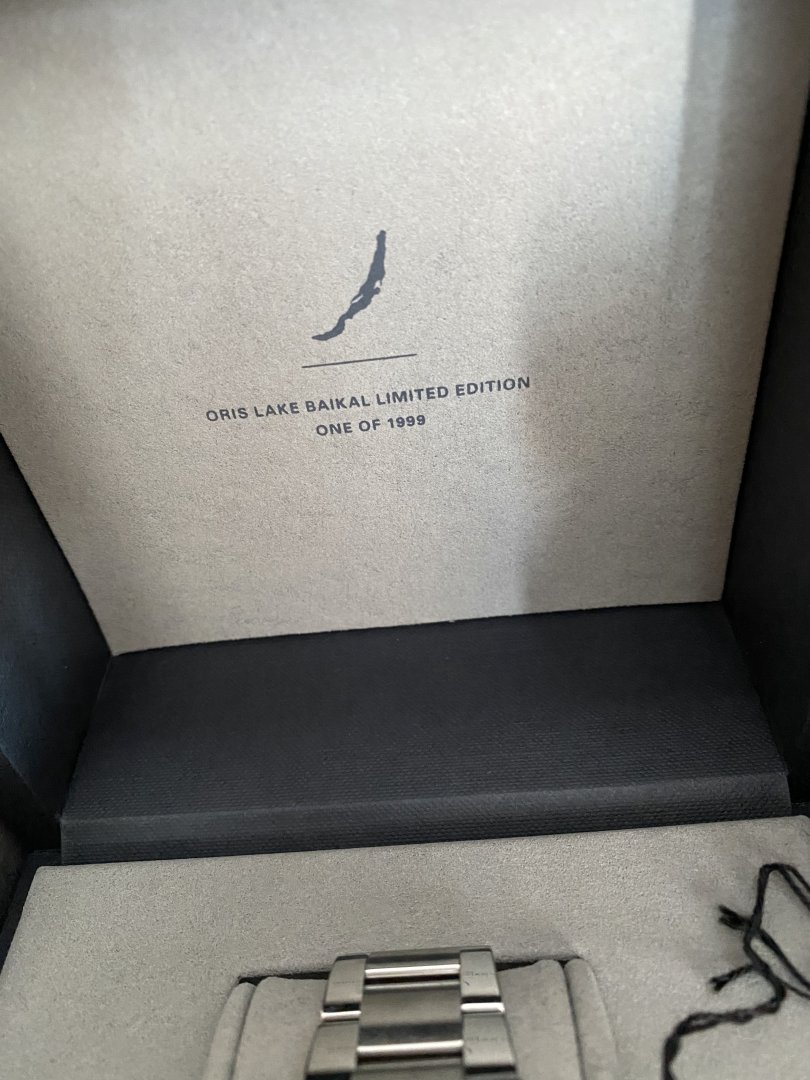 ORIS LAKE BAIKAL LIMITED EDITION
ONE OF 1999